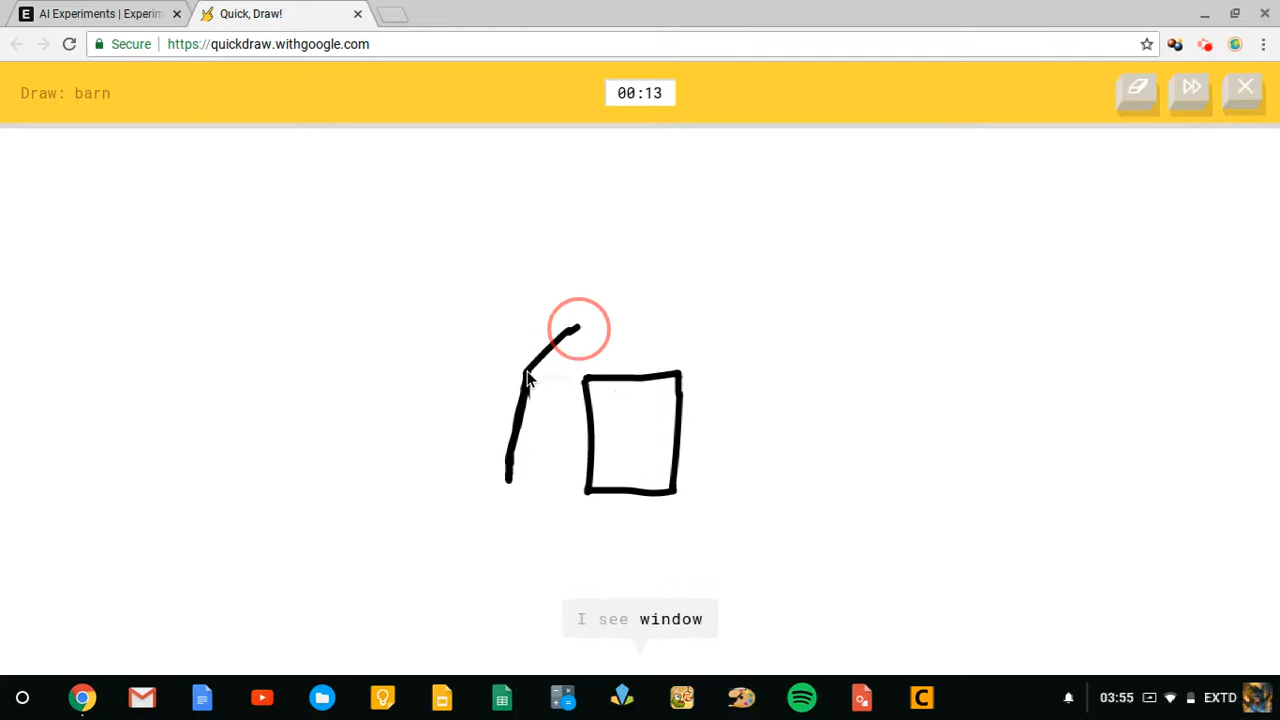 AI Experiments | Experim
Quick, Draw!
Secure
https://quickdraw.withgoogle.com
Draw: barn
00:13
I see window
03:55
EXTD